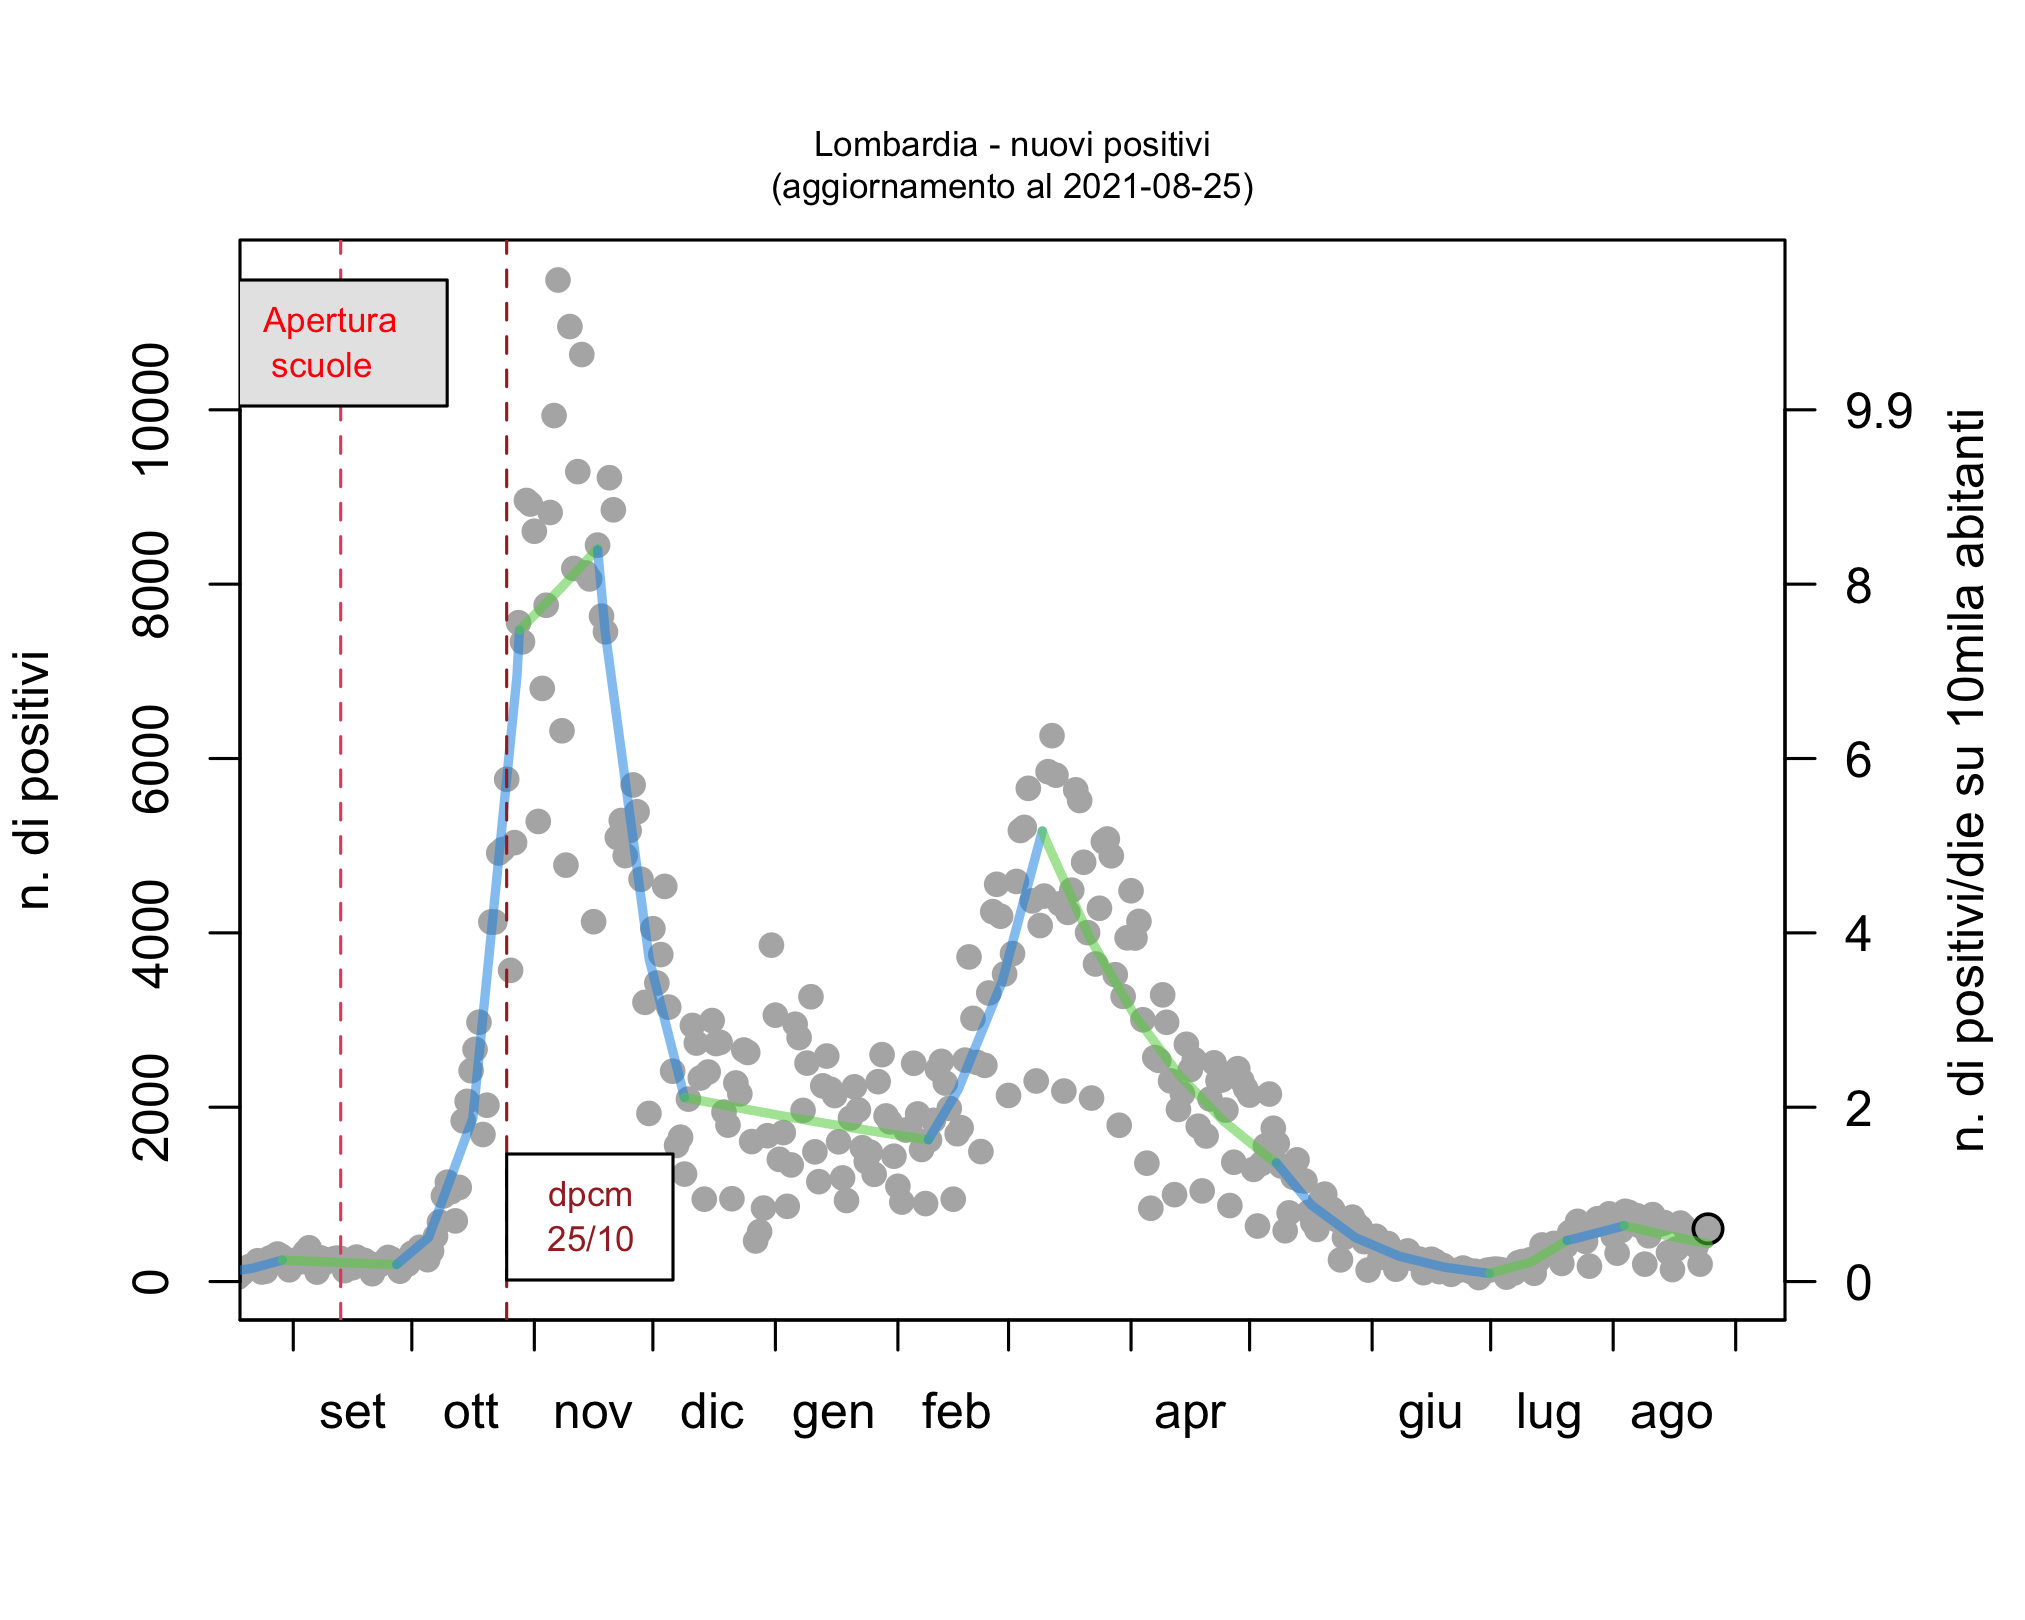 Lombardia - nuovi positivi
(aggiornamento al 2021-08-25)
Apertura
scuole
dpcm
25/10
n. di positivi
0
2000
4000
6000
8000
10000
n. di positivi/die su 10mila abitanti
0
2
4
6
8
9.9
set ott nov dic gen feb apr giu lug ago